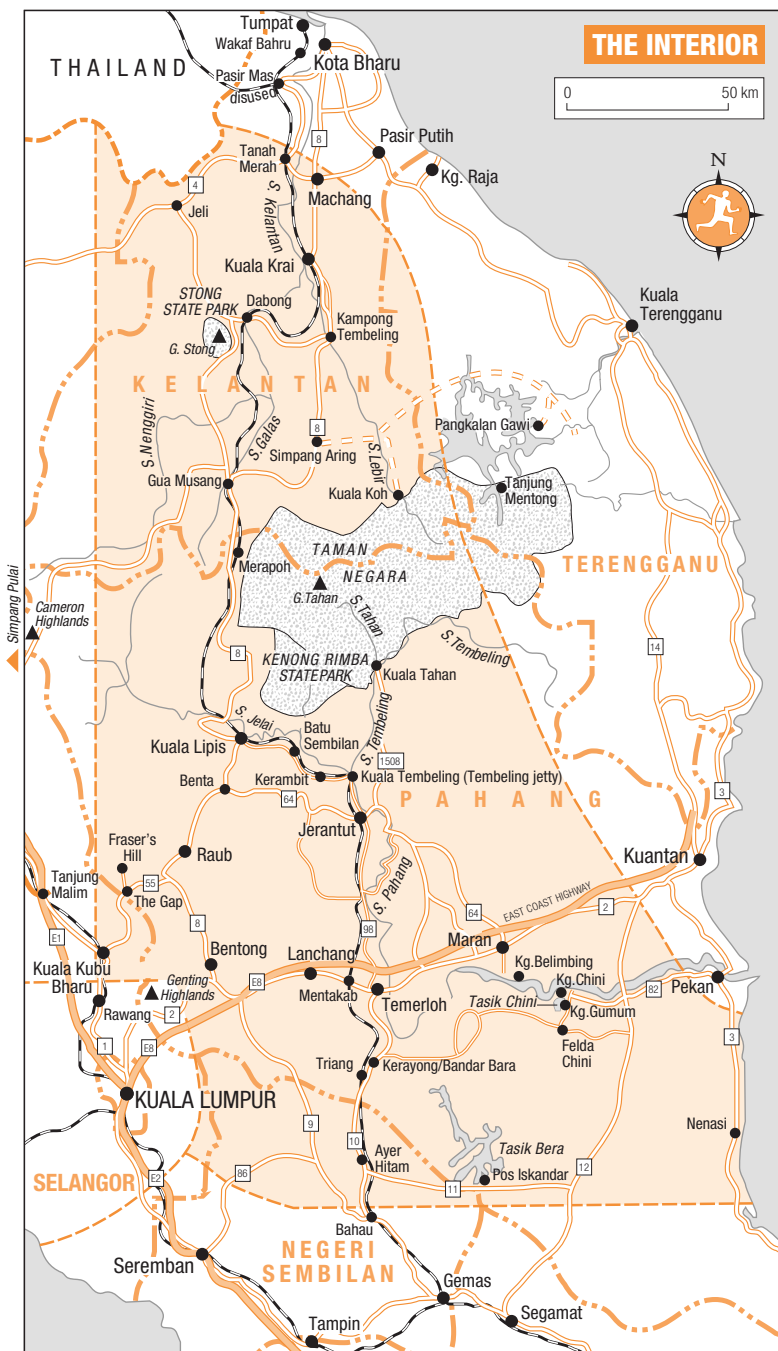 THE INTERIOR
0 50 km
N
Tumpat
Wakaf Bahru
Kota Bharu
THAILAND
Pasir Mas
disused
Pasir Putih
8
Tanah
Merah
Kg. Raja
4
Machang
Jeli
S. Kelantan
Kuala Krai
STONG
STATE PARK
Dabong
Kuala
Terengganu
G. Stong
Kampong
Tembeling
KELANTAN
S.Nenggiri
S.Galas
8
Pangkalan Gawi
Simpang Aring
S.Lebir
Gua Musang
Kuala Koh
Tanjung
Mentong
TAMAN
NEGARA
Merapoh
TERENGGANU
G.Tahan
S.Tahan
Simpang Pulai
Cameron
Highlands
8
KENONG RIMBA
STATEPARK
S.Tembeling
14
Kuala Tahan
S. Jelai
Batu
Sembilan
S. Tembeling
Kuala Lipis
1508
Kerambit
Kuala Tembeling (Tembeling jetty)
Benta
64
PAHANG
3
Jerantut
Fraser's
Hill
Raub
Kuantan
Tanjung
Malim
55
The Gap
S. Pahang
EAST COAST HIGHWAY
8
64
2
E1
98
Maran
Bentong
Lanchang
Kuala Kubu
Bharu
Genting
Highlands
E8
Mentakab
Temerloh
Kg.Belimbing
Kg.Chini
82
Pekan
Rawang
2
Tasik Chini
Kg.Gumum
1
E8
Felda
Chini
3
Triang
Kerayong/Bandar Bara
KUALA LUMPUR
9
10
Nenasi
Ayer
Hitam
Tasik Bera
12
SELANGOR
E2
86
11
Pos Iskandar
Bahau
Seremban
NEGERI
SEMBILAN
Gemas
Segamat
Tampin